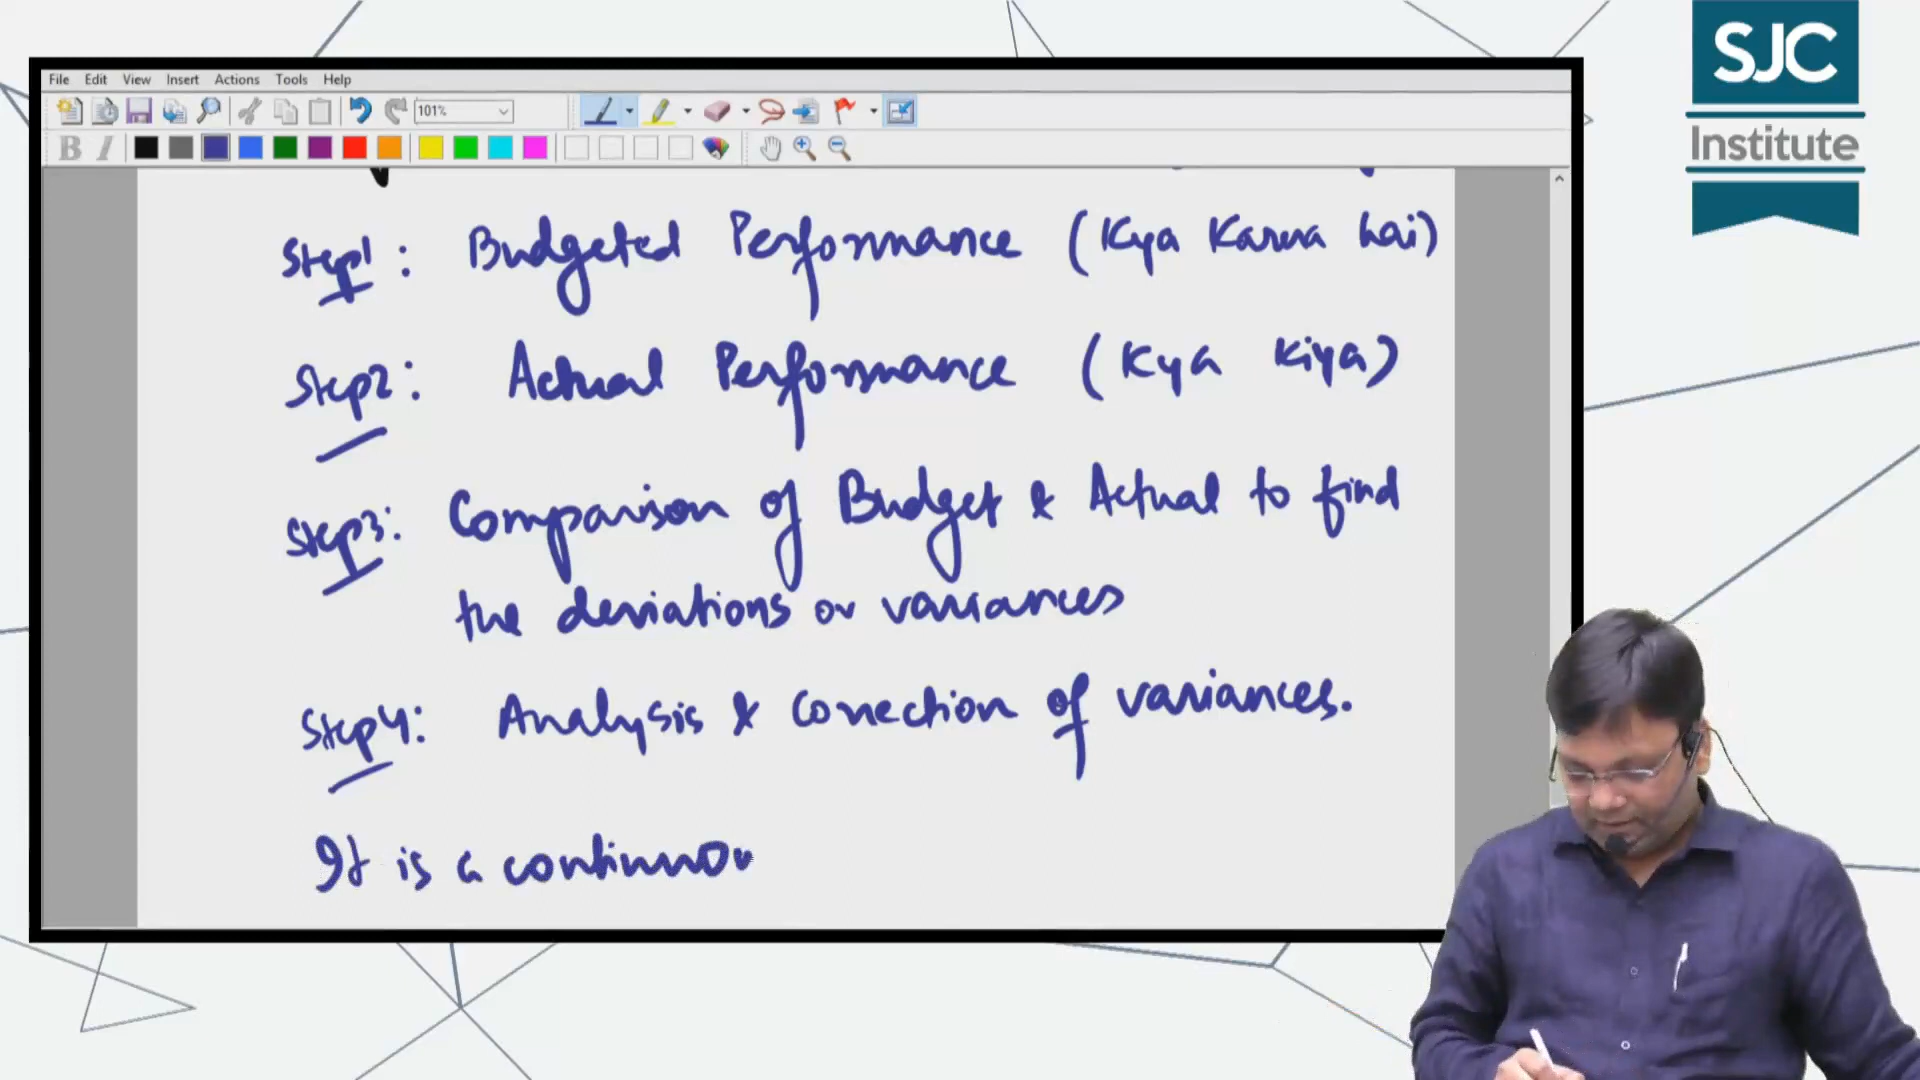 SJC
Institute
File Edit View Insert Actions Tools Help
101%
B I
Step1: Budgeted Performance (Kya Karna hai)
Step2: Actual Performance (Kya Kiya)
Step3: Comparison of Budget & Actual to find
the deviations or variances
Step4: Analysis & Correction of variances.
It is a continuou